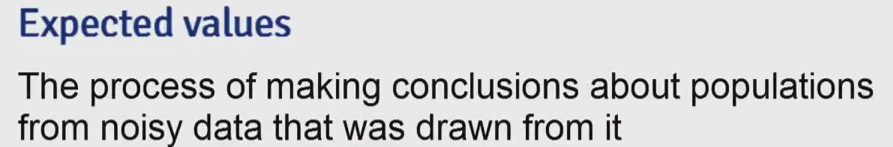 Expected values
The process of making conclusions about populations
from noisy data that was drawn from it